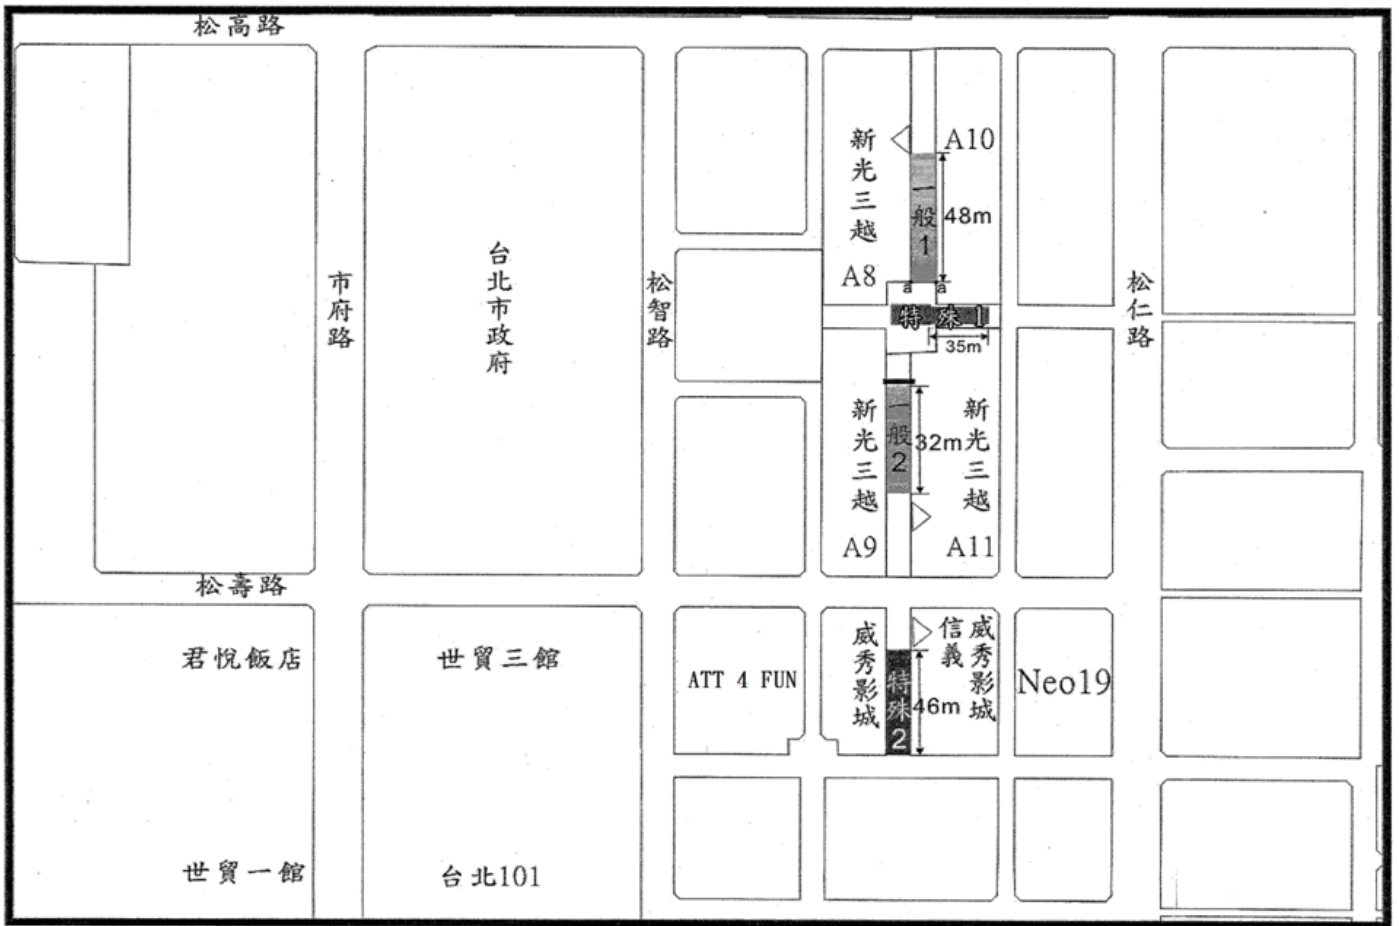 松高路
新光三越
A8
A10
一般1
48m
a
a
特殊1
35m
市府路
台北市政府
松智路
松仁路
新光三越
A9
一般2
32m
新光三越
A11
松壽路
君悅飯店
世貿三館
ATT 4 FUN
威秀影城
特殊2
46m
信義
威秀影城
Neo19
世貿一館
台北101